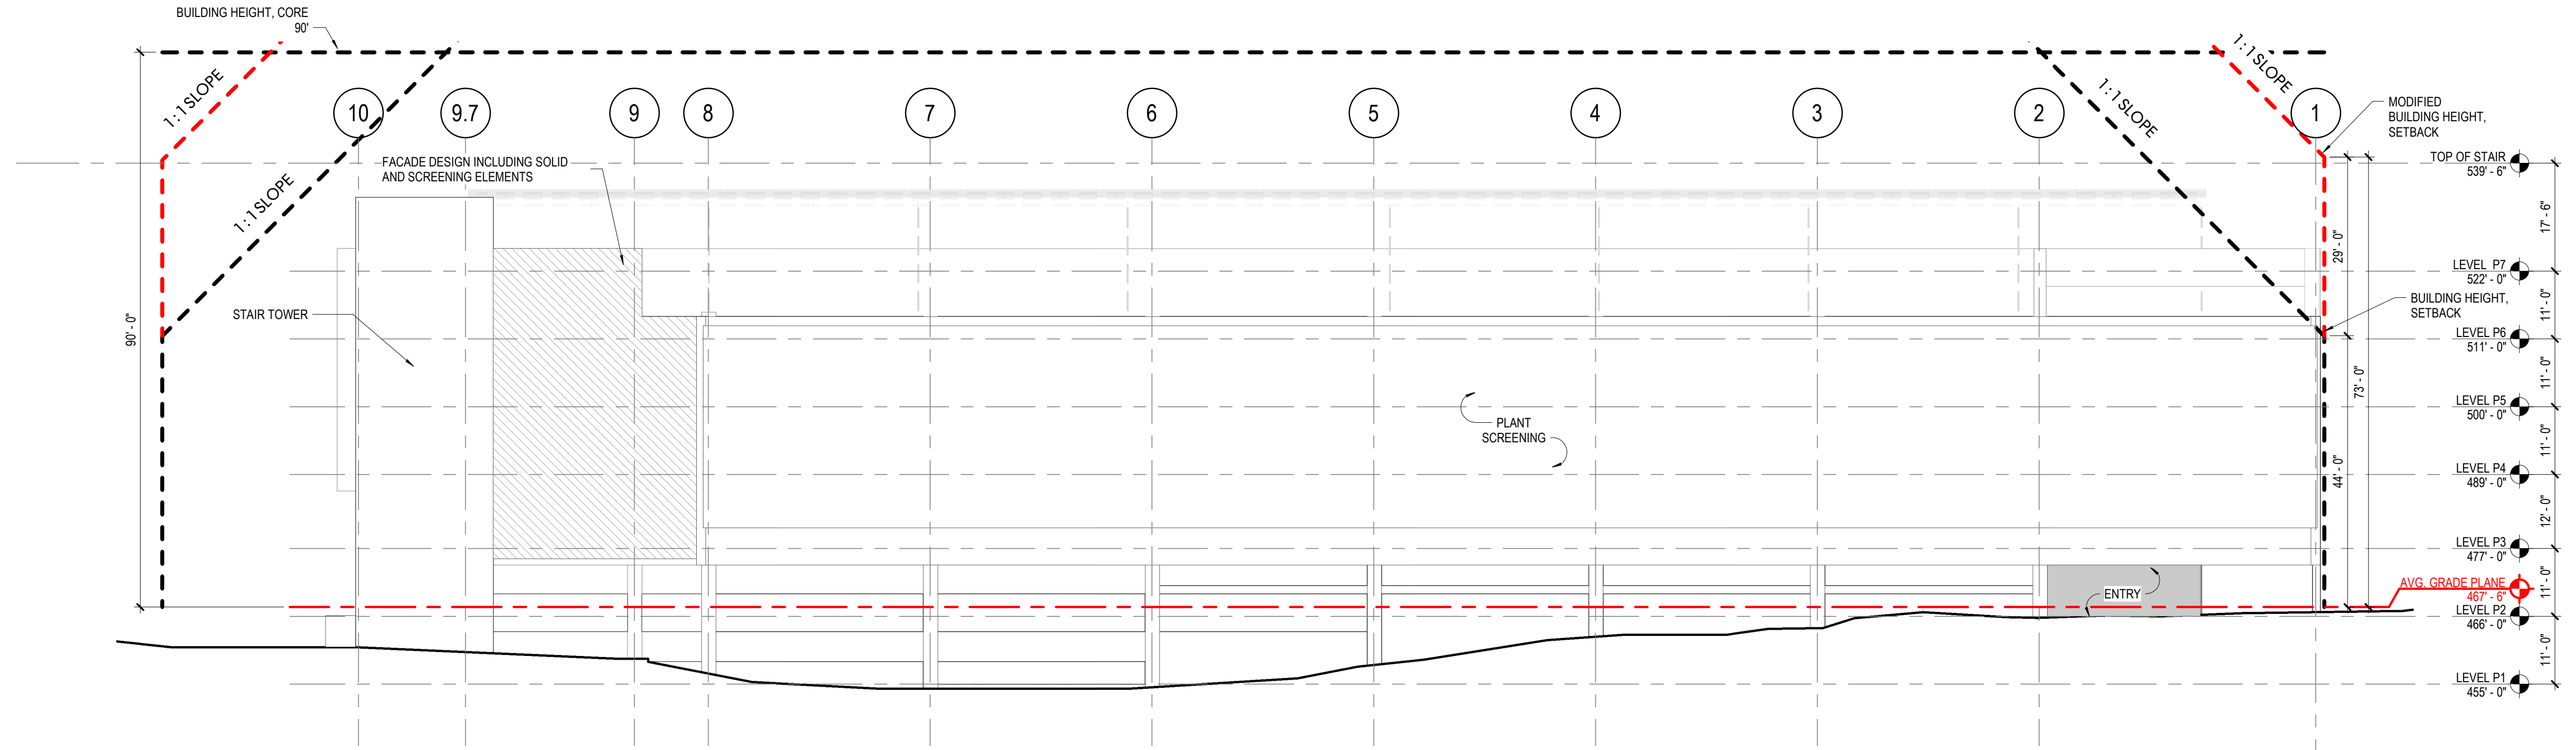 BUILDING HEIGHT, CORE
90'
1:1 SLOPE
1:1 SLOPE
1:1 SLOPE
1:1 SLOPE
10
9.7
9
8
7
6
5
4
3
2
1
MODIFIED
BUILDING HEIGHT,
SETBACK
FACADE DESIGN INCLUDING SOLID
AND SCREENING ELEMENTS
TOP OF STAIR
539' - 6"
17' - 6"
29' - 0"
LEVEL P7
522' - 0"
BUILDING HEIGHT,
SETBACK
11' - 0"
STAIR TOWER
90' - 0"
LEVEL P6
511' - 0"
11' - 0"
73' - 0"
LEVEL P5
500' - 0"
PLANT
SCREENING
11' - 0"
44' - 0"
LEVEL P4
489' - 0"
12' - 0"
LEVEL P3
477' - 0"
AVG. GRADE PLANE
467' - 6"
11' - 0"
ENTRY
LEVEL P2
466' - 0"
11' - 0"
LEVEL P1
455' - 0"